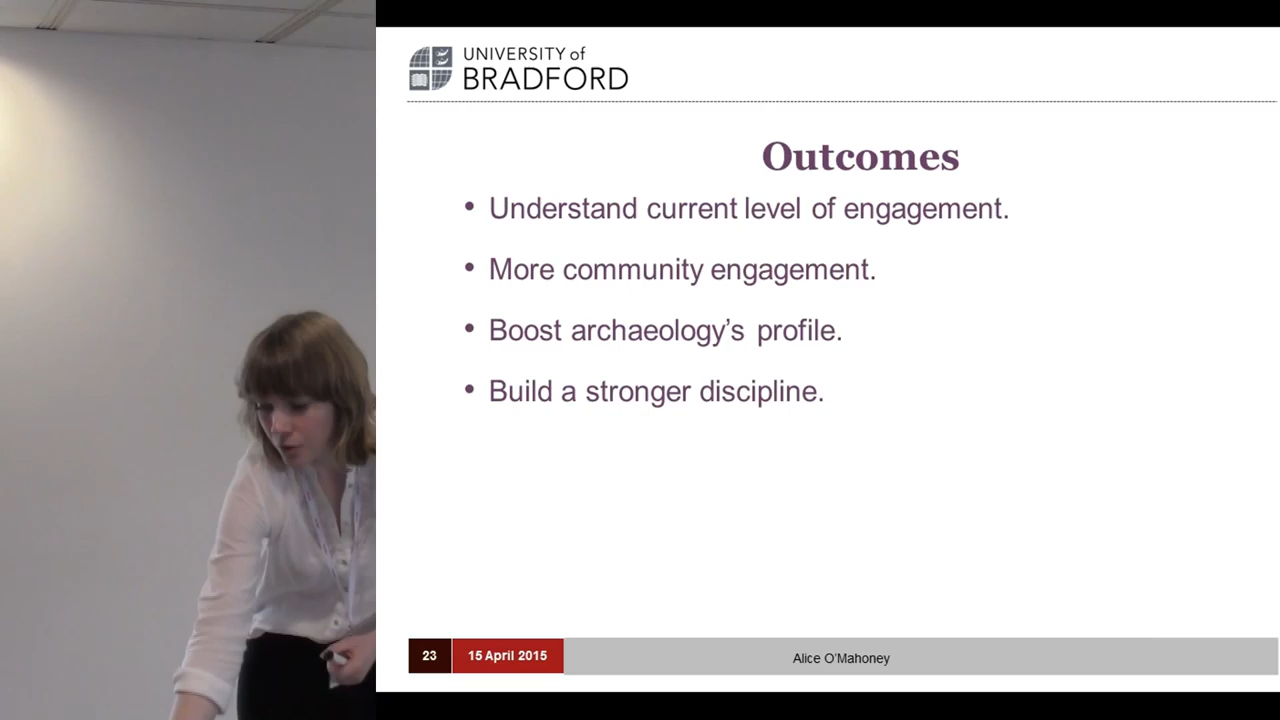 UNIVERSITY of
BRADFORD
Outcomes
• Understand current level of engagement.
• More community engagement.
• Boost archaeology’s profile.
• Build a stronger discipline.
23 15 April 2015 Alice O’Mahoney